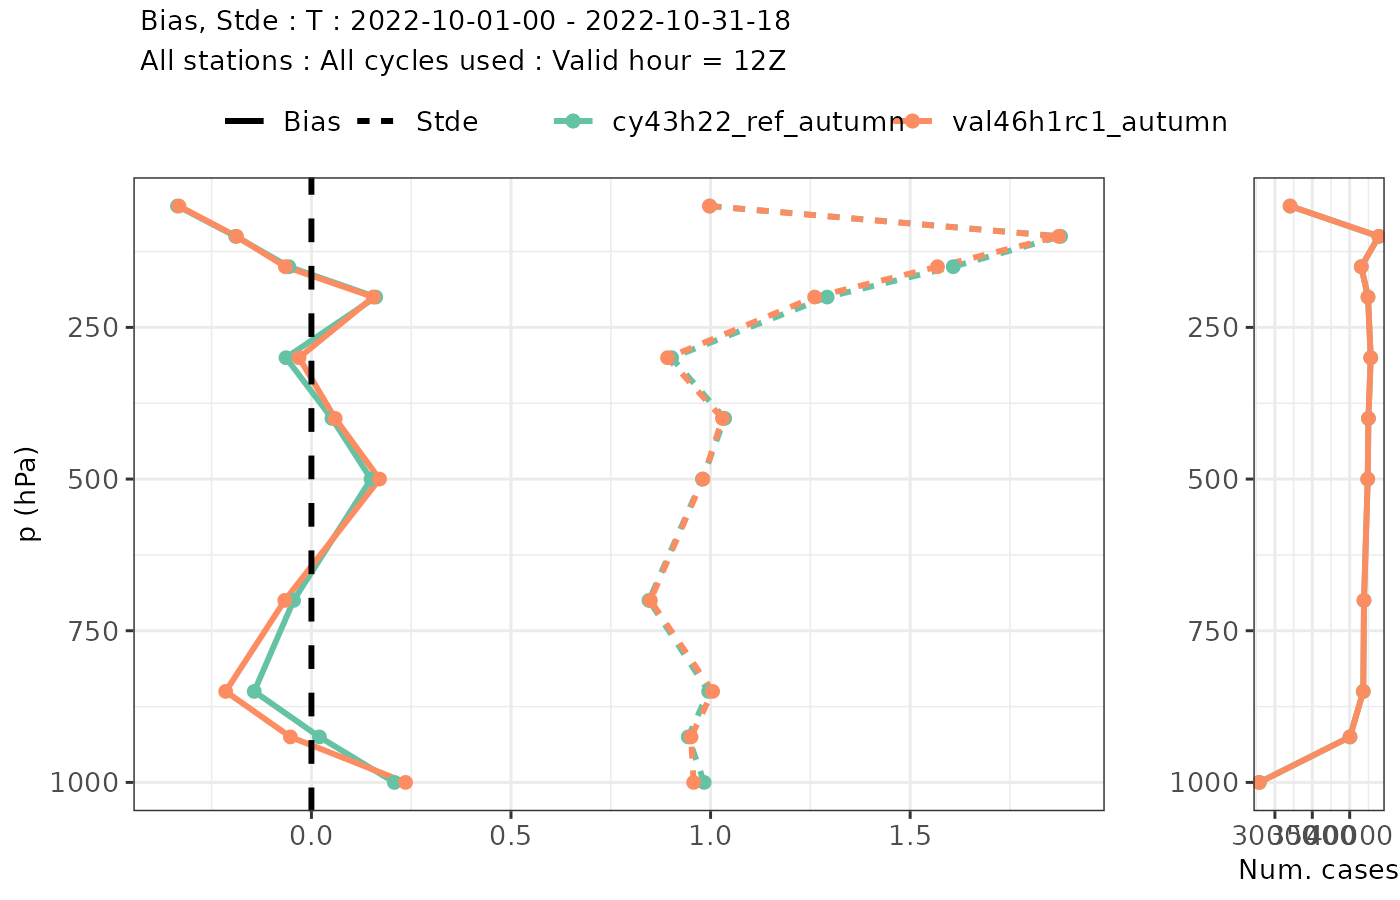 Bias, Stde : T : 2022-10-01-00 - 2022-10-31-18
All stations : All cycles used : Valid hour = 12Z
Bias Stde cy43h22_ref_autumn val46h1rc1_autumn
p (hPa)
250
500
750
1000
0.0 0.5 1.0 1.5
250
500
750
1000
Num. cases